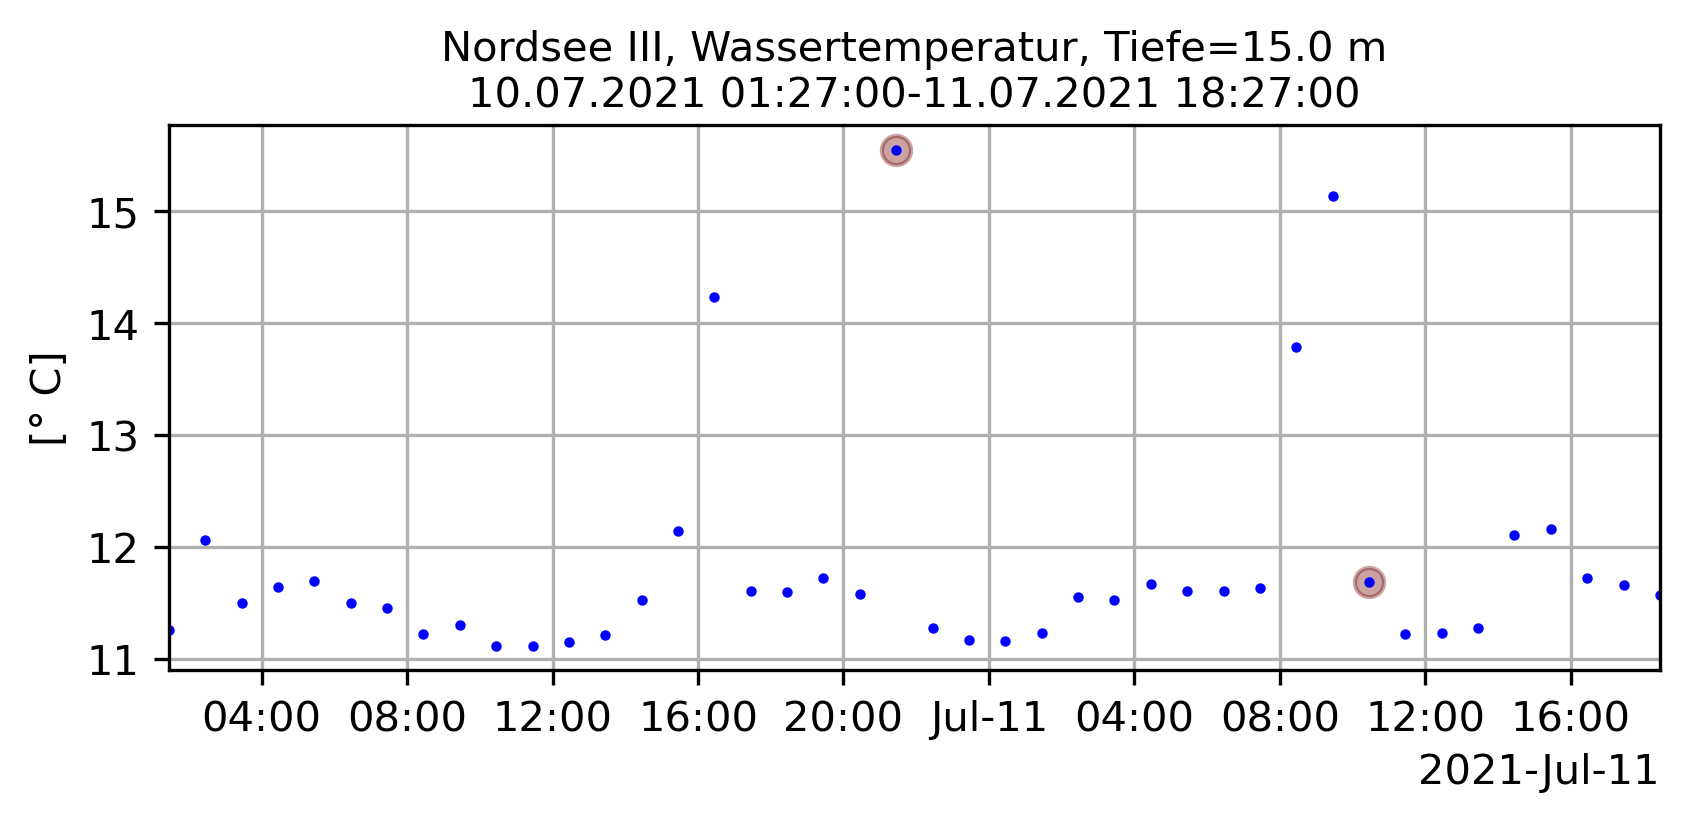 Nordsee III, Wassertemperatur, Tiefe=15.0 m
10.07.2021 01:27:00-11.07.2021 18:27:00
[° C]
15
14
13
12
11
04:00 08:00 12:00 16:00 20:00 Jul-11 04:00 08:00 12:00 16:00
2021-Jul-11